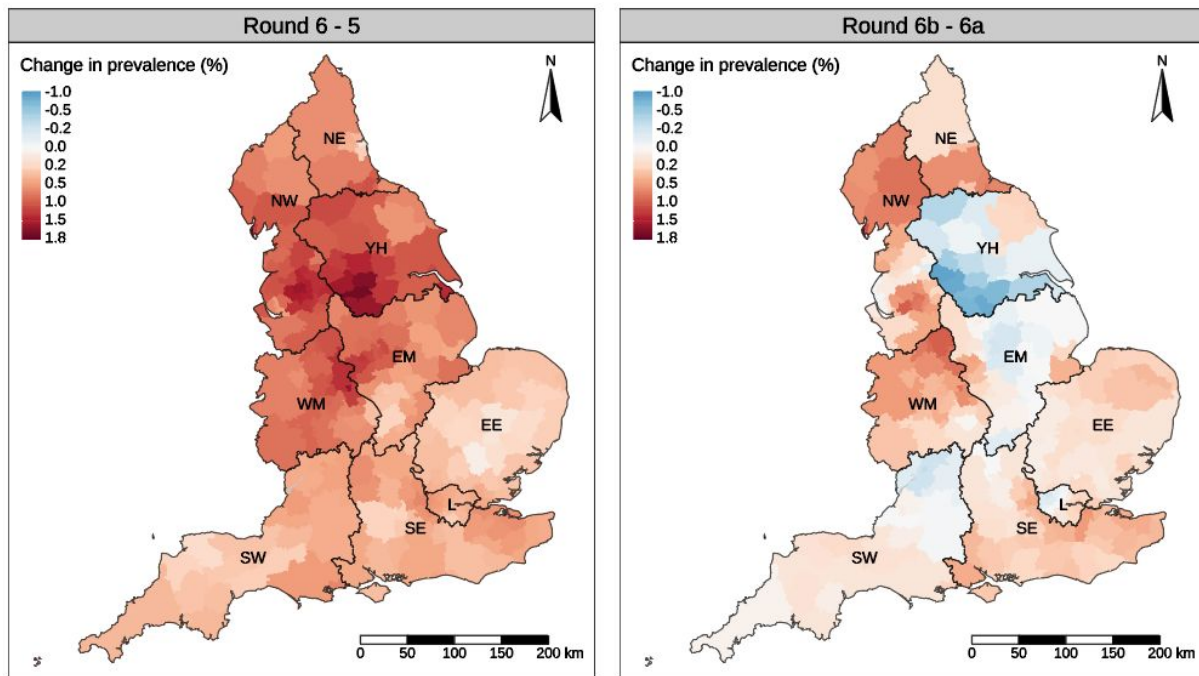 Round 6 - 5
Change in prevalence (%)
-1.0
-0.5
-0.2
0.0
0.2
0.5
1.0
1.5
1.8
N
NE
NW
YH
EM
WM
EE
L
SE
SW
0 50 100 150 200 km
Round 6b - 6a
Change in prevalence (%)
-1.0
-0.5
-0.2
0.0
0.2
0.5
1.0
1.5
1.8
N
NE
NW
YH
EM
WM
EE
L
SE
SW
0 50 100 150 200 km